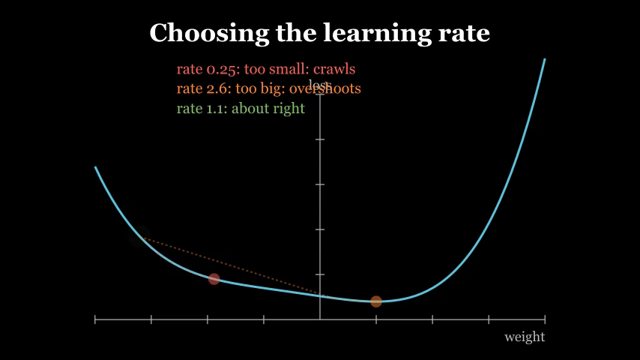 Choosing the learning rate
rate 0.25: too small: crawls
loss
rate 2.6: too big: overshoots
rate 1.1: about right
weight